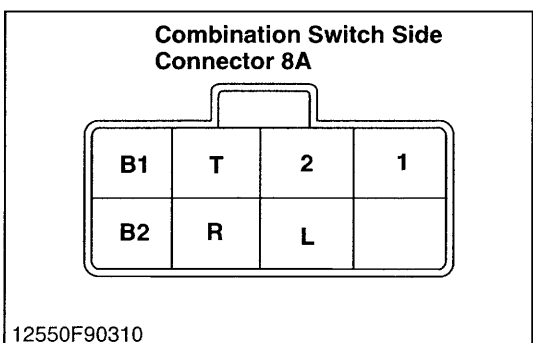 Combination Switch Side
Connector 8A
B1 T 2 1
B2 R L
12550F90310